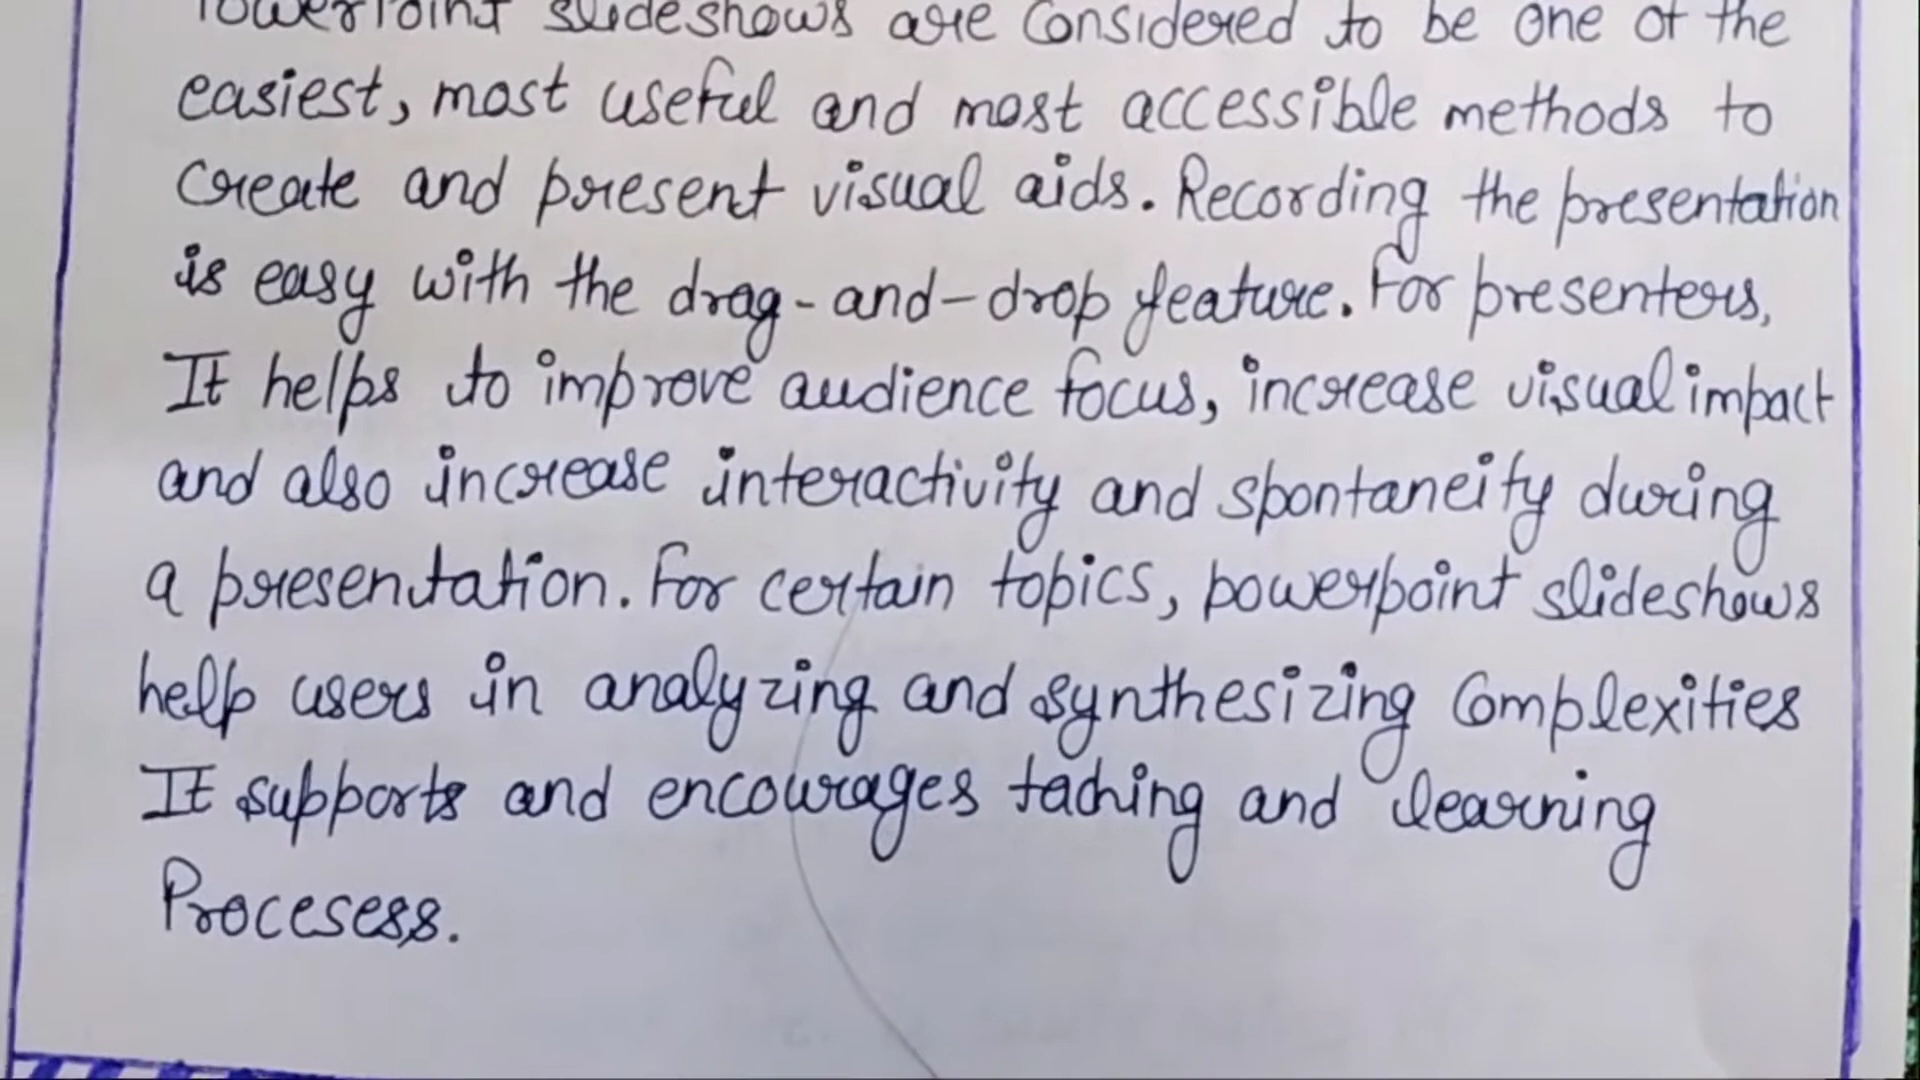 PowerPoint slideshows are Considered to be one of the
easiest, most useful and most accessible methods to
Create and present visual aids. Recording the presentation
is easy with the drag-and-drop feature. For presenters,
It helps to improve audience focus, increase visual impact
and also increase interactivity and spontaneity during
a presentation. For certain topics, powerpoint slideshows
help users in analyzing and synthesizing Complexities
It supports and encourages taching and learning
Procesess.